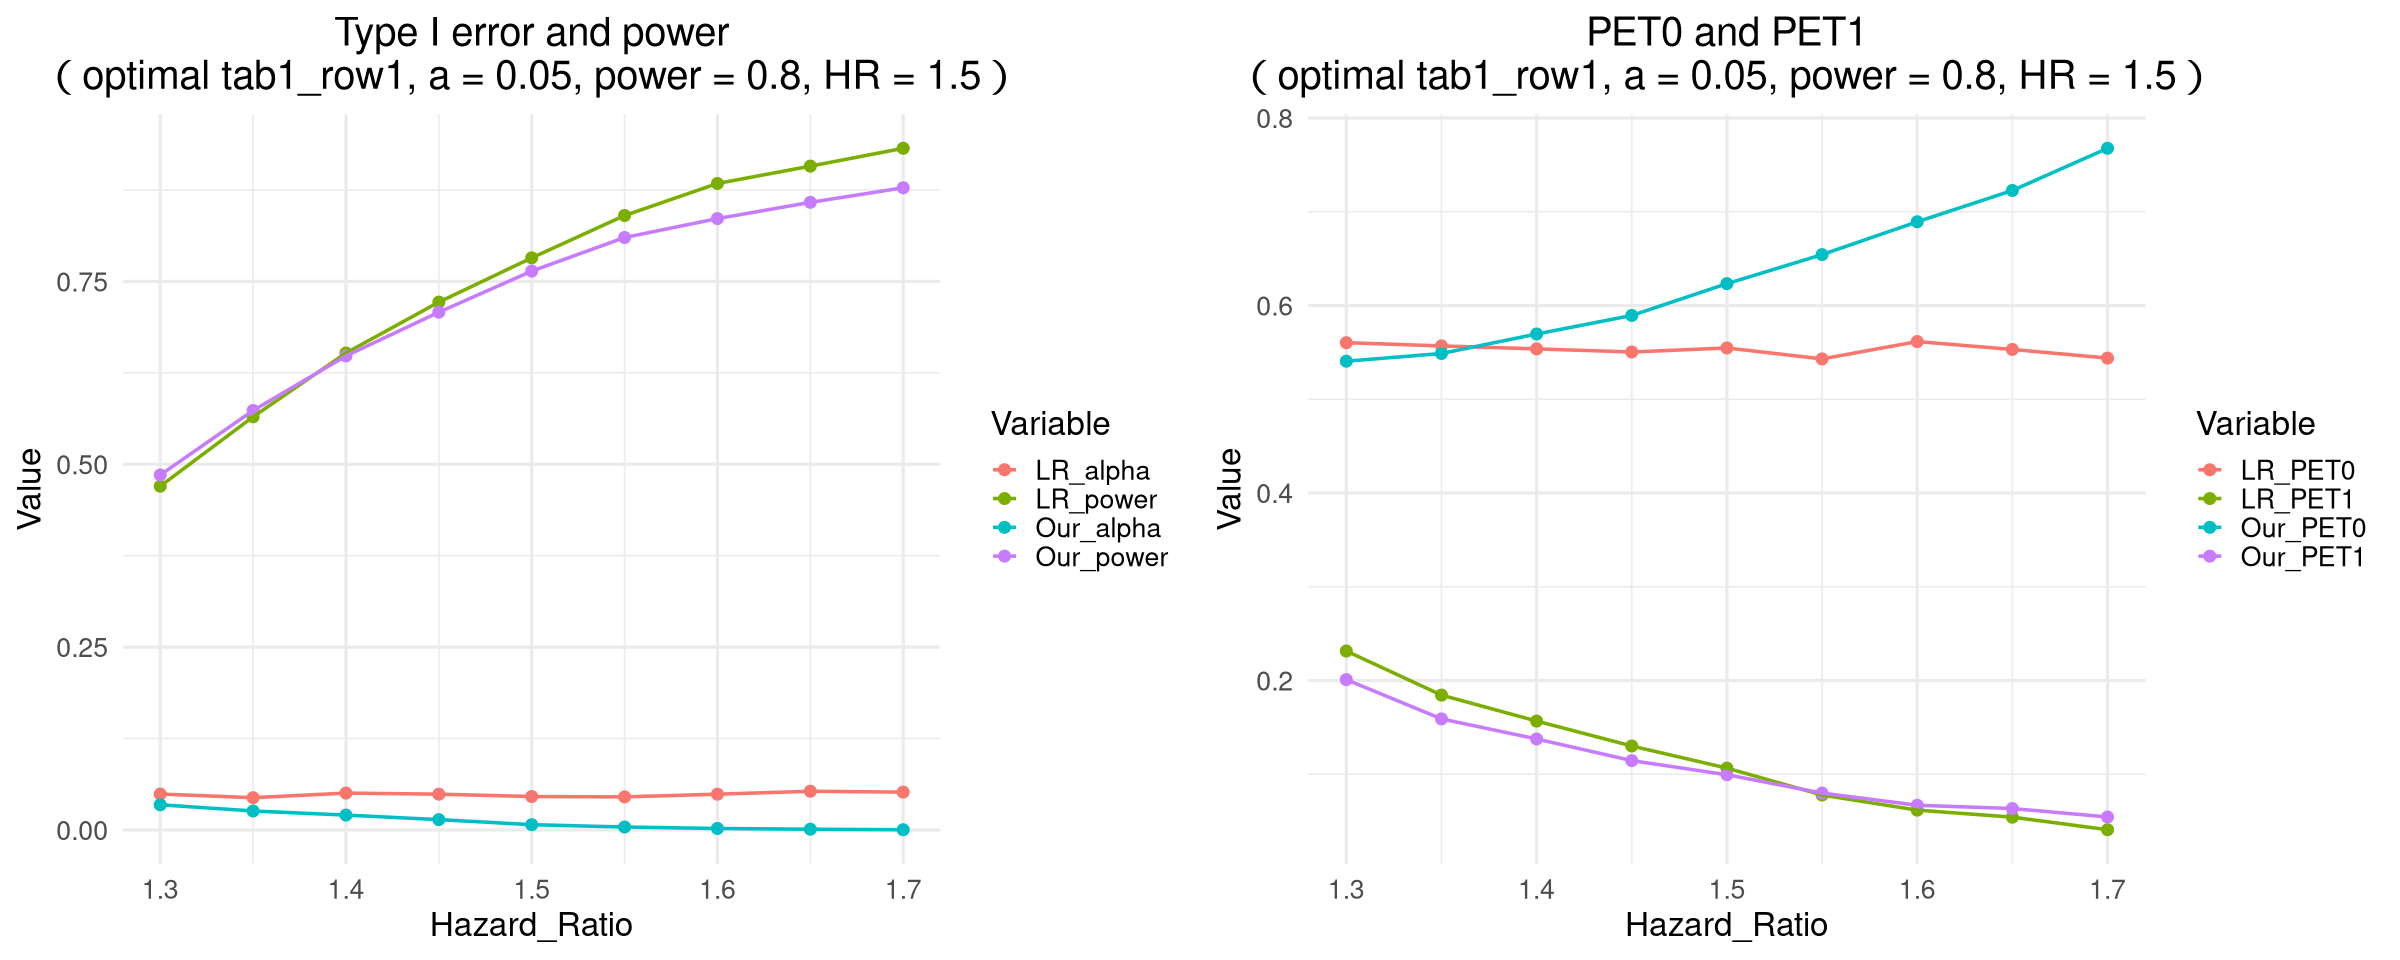 Type I error and power
( optimal tab1_row1, a = 0.05, power = 0.8, HR = 1.5 )
Value
0.75
0.50
0.25
0.00
1.3 1.4 1.5 1.6 1.7
Hazard_Ratio
Variable
LR_alpha
LR_power
Our_alpha
Our_power
PET0 and PET1
( optimal tab1_row1, a = 0.05, power = 0.8, HR = 1.5 )
Value
0.8
0.6
0.4
0.2
1.3 1.4 1.5 1.6 1.7
Hazard_Ratio
Variable
LR_PET0
LR_PET1
Our_PET0
Our_PET1